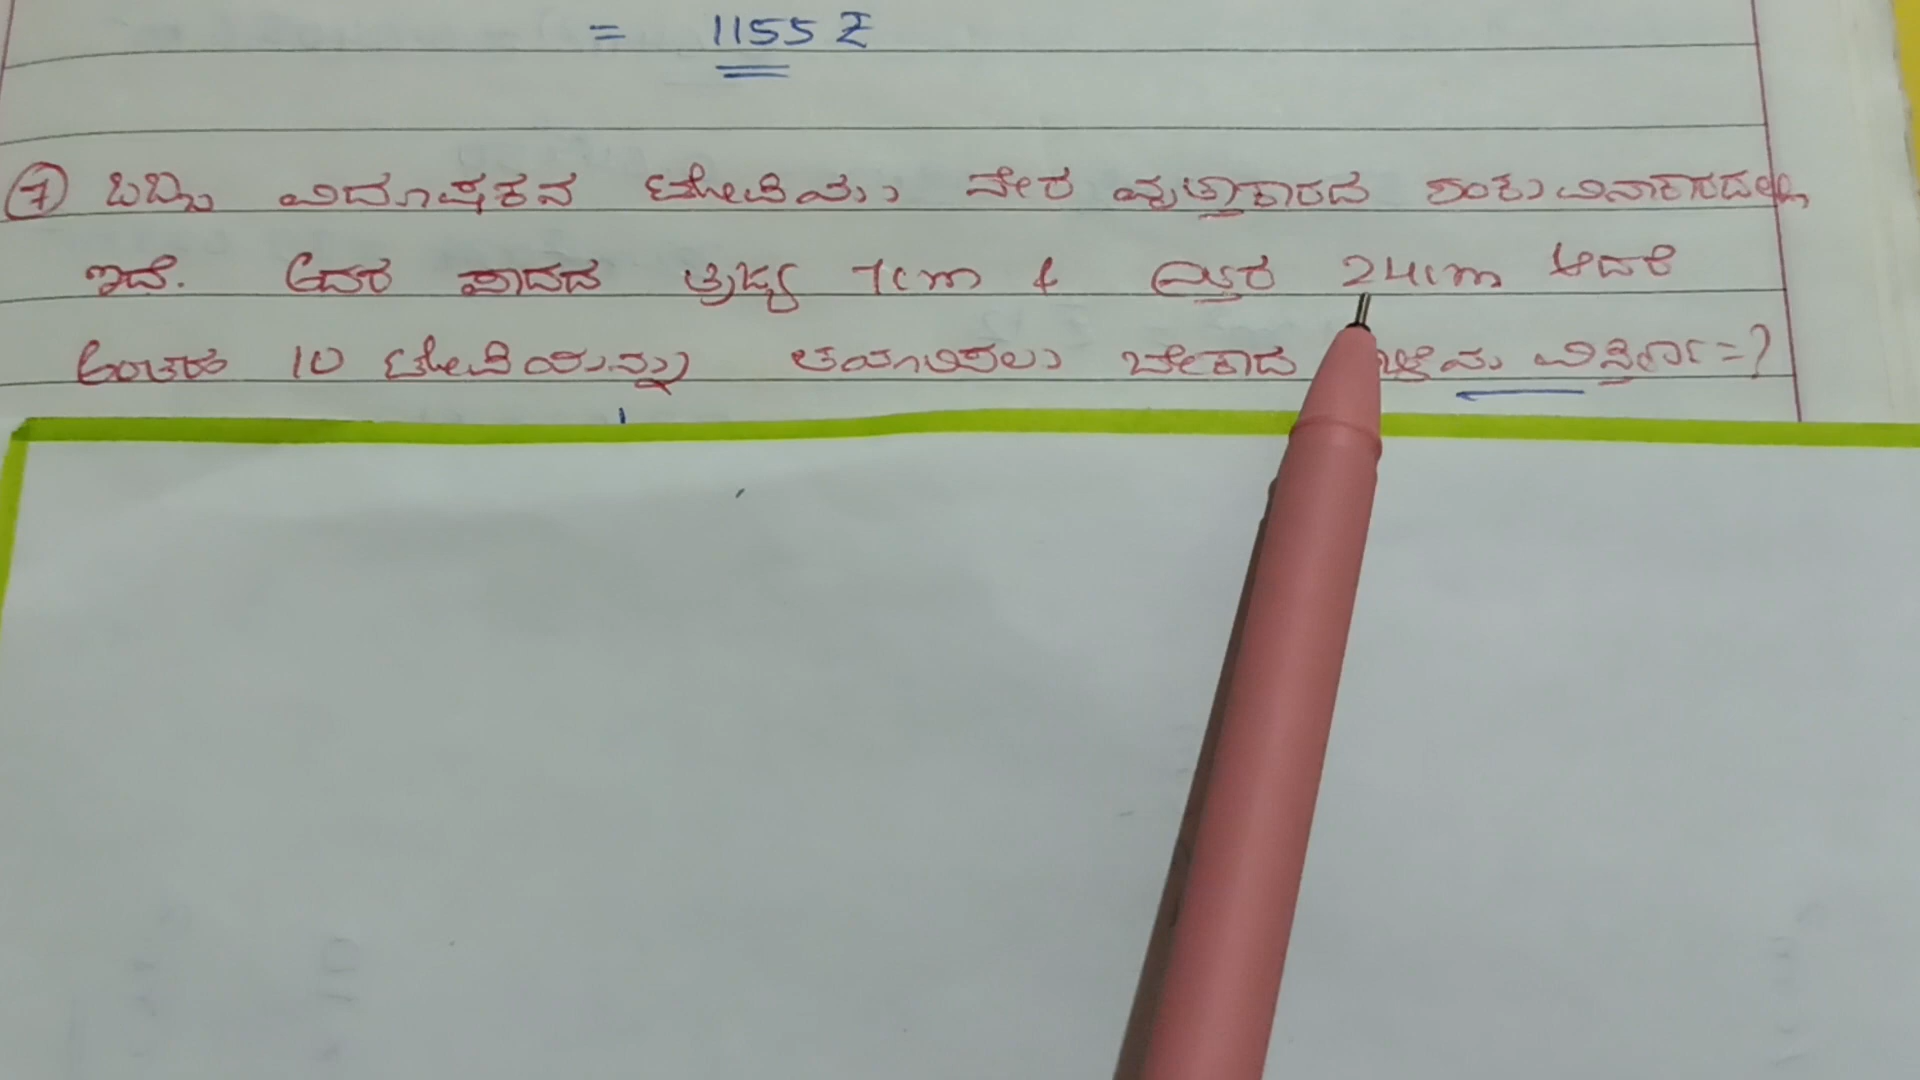 = 1155 ₹
⑦ ಒಬ್ಬ ವಿದೂಷಕನ ಟೋಪಿಯು ನೇರ ವೃತ್ತಾಕಾರದ ಶಂಕುವಿನಾಕಾರದಲ್ಲಿ
ಇದೆ. ಅದರ ಪಾದದ ತ್ರಿಜ್ಯ 7cm & ಎತ್ತರ 24cm ಆದರೆ
ಅಂತಹ 10 ಟೋಪಿಯನ್ನು ತಯಾರಿಸಲು ಬೇಕಾದ ವಿಸ್ತೀರ್ಣ=?